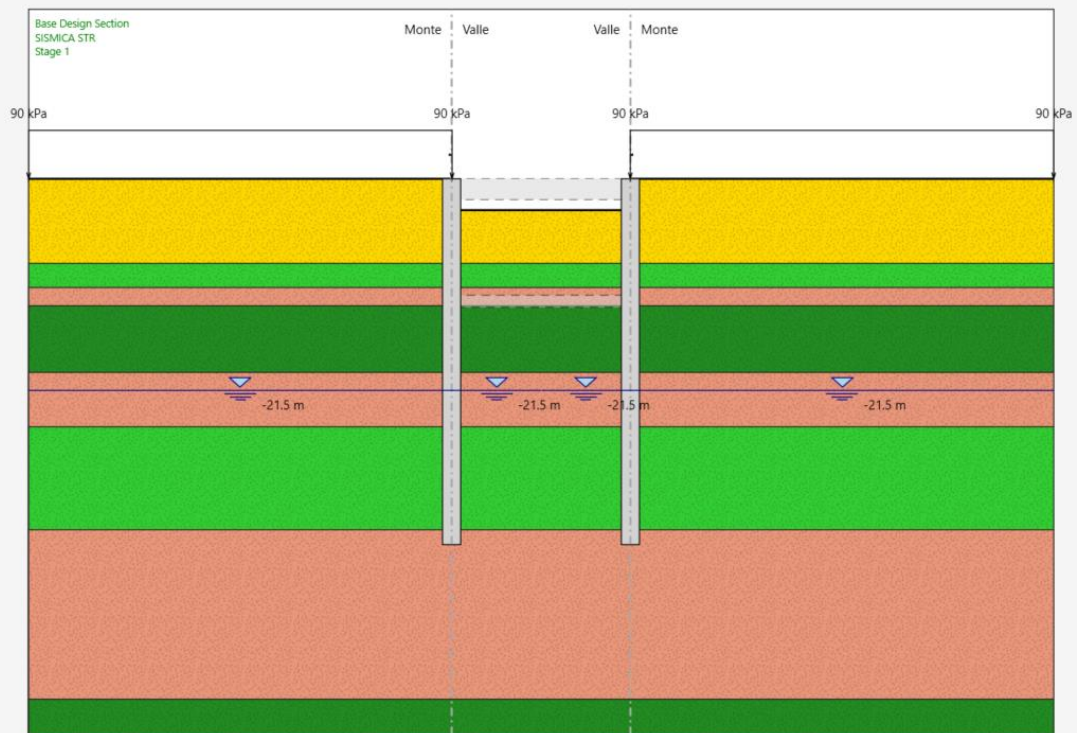 Base Design Section
SISMICA STR
Stage 1
Monte Valle Valle Monte
90 kPa 90 kPa 90 kPa 90 kPa
-21.5 m -21.5 m -21.5 m -21.5 m